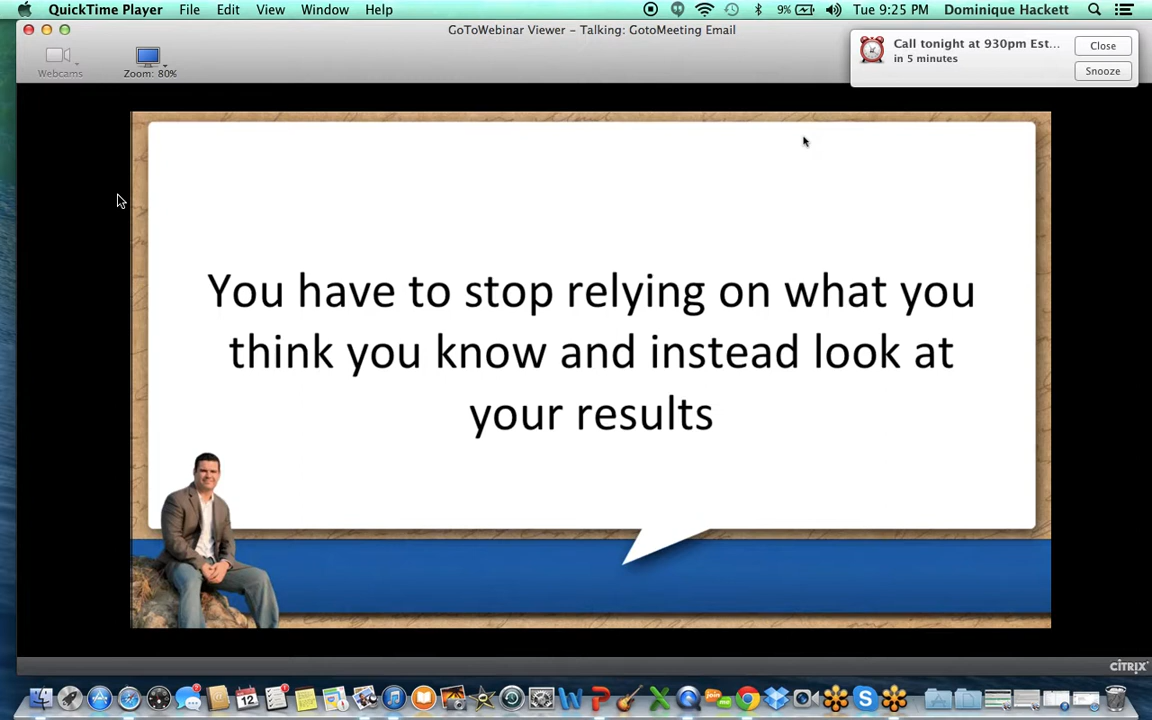 QuickTime Player File Edit View Window Help 9% Tue 9:25 PM Dominique Hackett
GoToWebinar Viewer – Talking: GotoMeeting Email
Webcams
Zoom: 80%
Call tonight at 930pm Est...
in 5 minutes
Close
Snooze
You have to stop relying on what you
think you know and instead look at
your results
CITRIX